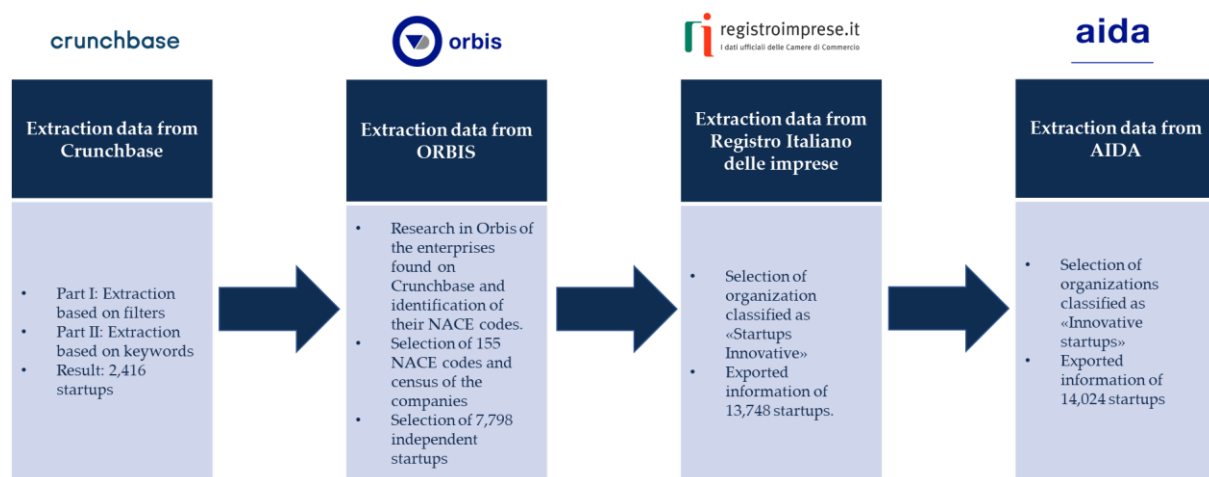 crunchbase
Extraction data from
Crunchbase
• Part I: Extraction
based on filters
• Part II: Extraction
based on keywords
• Result: 2,416
startups
orbis
Extraction data from
ORBIS
• Research in Orbis of
the enterprises
found on
Crunchbase and
identification of
their NACE codes.
• Selection of 155
NACE codes and
census of the
companies
• Selection of 7,798
independent
startups
ri registroimprese.it
I dati ufficiali delle Camere di Commercio
Extraction data from
Registro Italiano
delle imprese
• Selection of
organization
classified as
«Startups
Innovative»
• Exported
information of
13,748 startups.
aida
Extraction data from
AIDA
• Selection of
organizations
classified as
«Innovative
startups»
• Exported
information of
14,024 startups